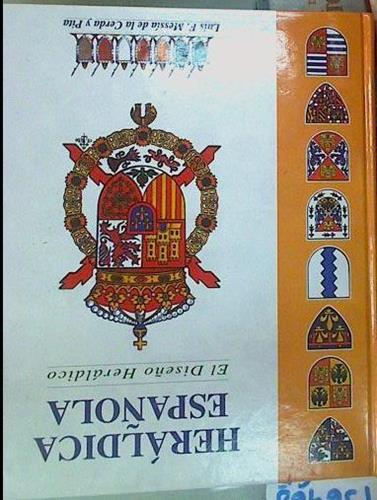 HERÁLDICA
ESPAÑOLA
El Diseño Heráldico
Luis F. Messía de la Cerda y Pita